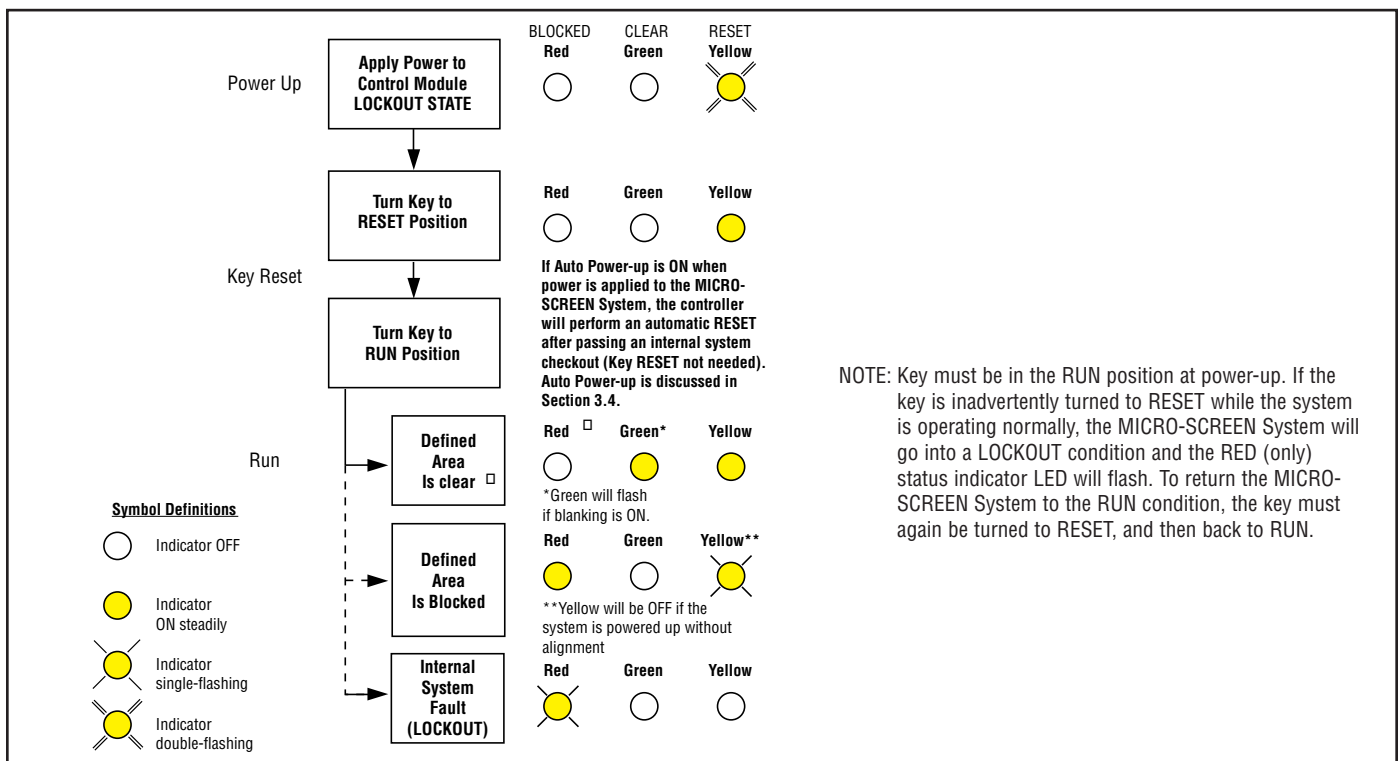 BLOCKED CLEAR RESET
Red Green Yellow
Power Up
Apply Power to
Control Module
LOCKOUT STATE
Turn Key to
RESET Position
Red Green Yellow
Key Reset
Turn Key to
RUN Position
If Auto Power-up is ON when
power is applied to the MICRO-
SCREEN System, the controller
will perform an automatic RESET
after passing an internal system
checkout (Key RESET not needed).
Auto Power-up is discussed in
Section 3.4.
Run
Defined
Area
Is clear
Red Green* Yellow
*Green will flash
if blanking is ON.
Defined
Area
Is Blocked
Red Green Yellow**
**Yellow will be OFF if the
system is powered up without
alignment
Internal
System
Fault
(LOCKOUT)
Red Green Yellow
Symbol Definitions
Indicator OFF
Indicator
ON steadily
Indicator
single-flashing
Indicator
double-flashing
NOTE: Key must be in the RUN position at power-up. If the
key is inadvertently turned to RESET while the system
is operating normally, the MICRO-SCREEN System will
go into a LOCKOUT condition and the RED (only)
status indicator LED will flash. To return the MICRO-
SCREEN System to the RUN condition, the key must
again be turned to RESET, and then back to RUN.